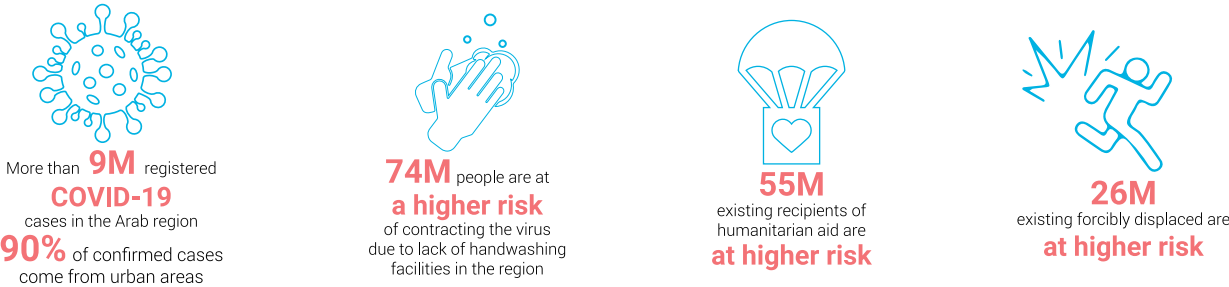 More than 9M registered
COVID-19
cases in the Arab region
90% of confirmed cases
come from urban areas
74M people are at
a higher risk
of contracting the virus
due to lack of handwashing
facilities in the region
55M
existing recipients of
humanitarian aid are
at higher risk
26M
existing forcibly displaced are
at higher risk